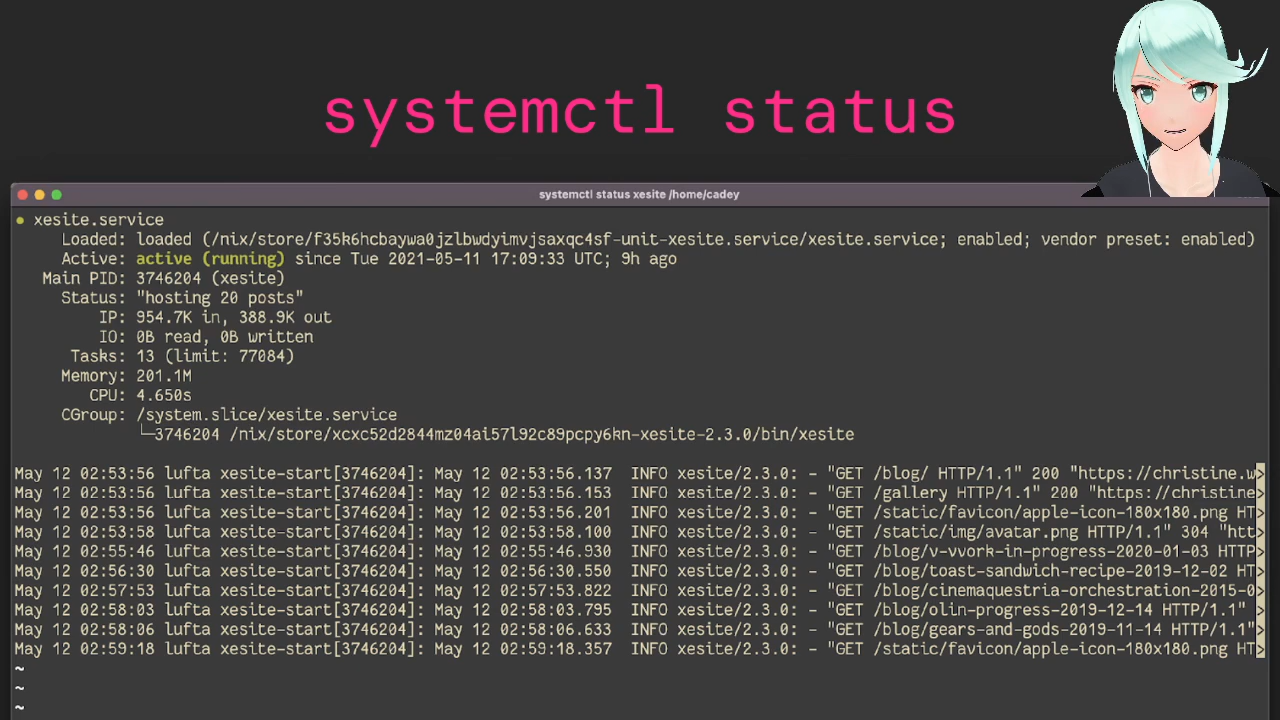 systemctl status
systemctl status xesite /home/cadey
● xesite.service
Loaded: loaded (/nix/store/f35k6hcbaywa0jzlbwdyimvjsaxqc4sf-unit-xesite.service/xesite.service; enabled; vendor preset: enabled)
Active: active (running) since Tue 2021-05-11 17:09:33 UTC; 9h ago
Main PID: 3746204 (xesite)
Status: "hosting 20 posts"
IP: 954.7K in, 388.9K out
IO: 0B read, 0B written
Tasks: 13 (limit: 77084)
Memory: 201.1M
CPU: 4.650s
CGroup: /system.slice/xesite.service
└─3746204 /nix/store/xcxc52d2844mz04ai57l92c89pcpy6kn-xesite-2.3.0/bin/xesite
May 12 02:53:56 lufta xesite-start[3746204]: May 12 02:53:56.137  INFO xesite/2.3.0: - "GET /blog/ HTTP/1.1" 200 "https://christine.w>
May 12 02:53:56 lufta xesite-start[3746204]: May 12 02:53:56.153  INFO xesite/2.3.0: - "GET /gallery HTTP/1.1" 200 "https://christine>
May 12 02:53:56 lufta xesite-start[3746204]: May 12 02:53:56.201  INFO xesite/2.3.0: - "GET /static/favicon/apple-icon-180x180.png HT>
May 12 02:53:58 lufta xesite-start[3746204]: May 12 02:53:58.100  INFO xesite/2.3.0: - "GET /static/img/avatar.png HTTP/1.1" 304 "htt>
May 12 02:55:46 lufta xesite-start[3746204]: May 12 02:55:46.930  INFO xesite/2.3.0: - "GET /blog/v-vvork-in-progress-2020-01-03 HTTP>
May 12 02:56:30 lufta xesite-start[3746204]: May 12 02:56:30.550  INFO xesite/2.3.0: - "GET /blog/toast-sandwich-recipe-2019-12-02 HT>
May 12 02:57:53 lufta xesite-start[3746204]: May 12 02:57:53.822  INFO xesite/2.3.0: - "GET /blog/cinemaquestria-orchestration-2015-0>
May 12 02:58:03 lufta xesite-start[3746204]: May 12 02:58:03.795  INFO xesite/2.3.0: - "GET /blog/olin-progress-2019-12-14 HTTP/1.1" >
May 12 02:58:06 lufta xesite-start[3746204]: May 12 02:58:06.633  INFO xesite/2.3.0: - "GET /blog/gears-and-gods-2019-11-14 HTTP/1.1">
May 12 02:59:18 lufta xesite-start[3746204]: May 12 02:59:18.357  INFO xesite/2.3.0: - "GET /static/favicon/apple-icon-180x180.png HT>
~
~
~